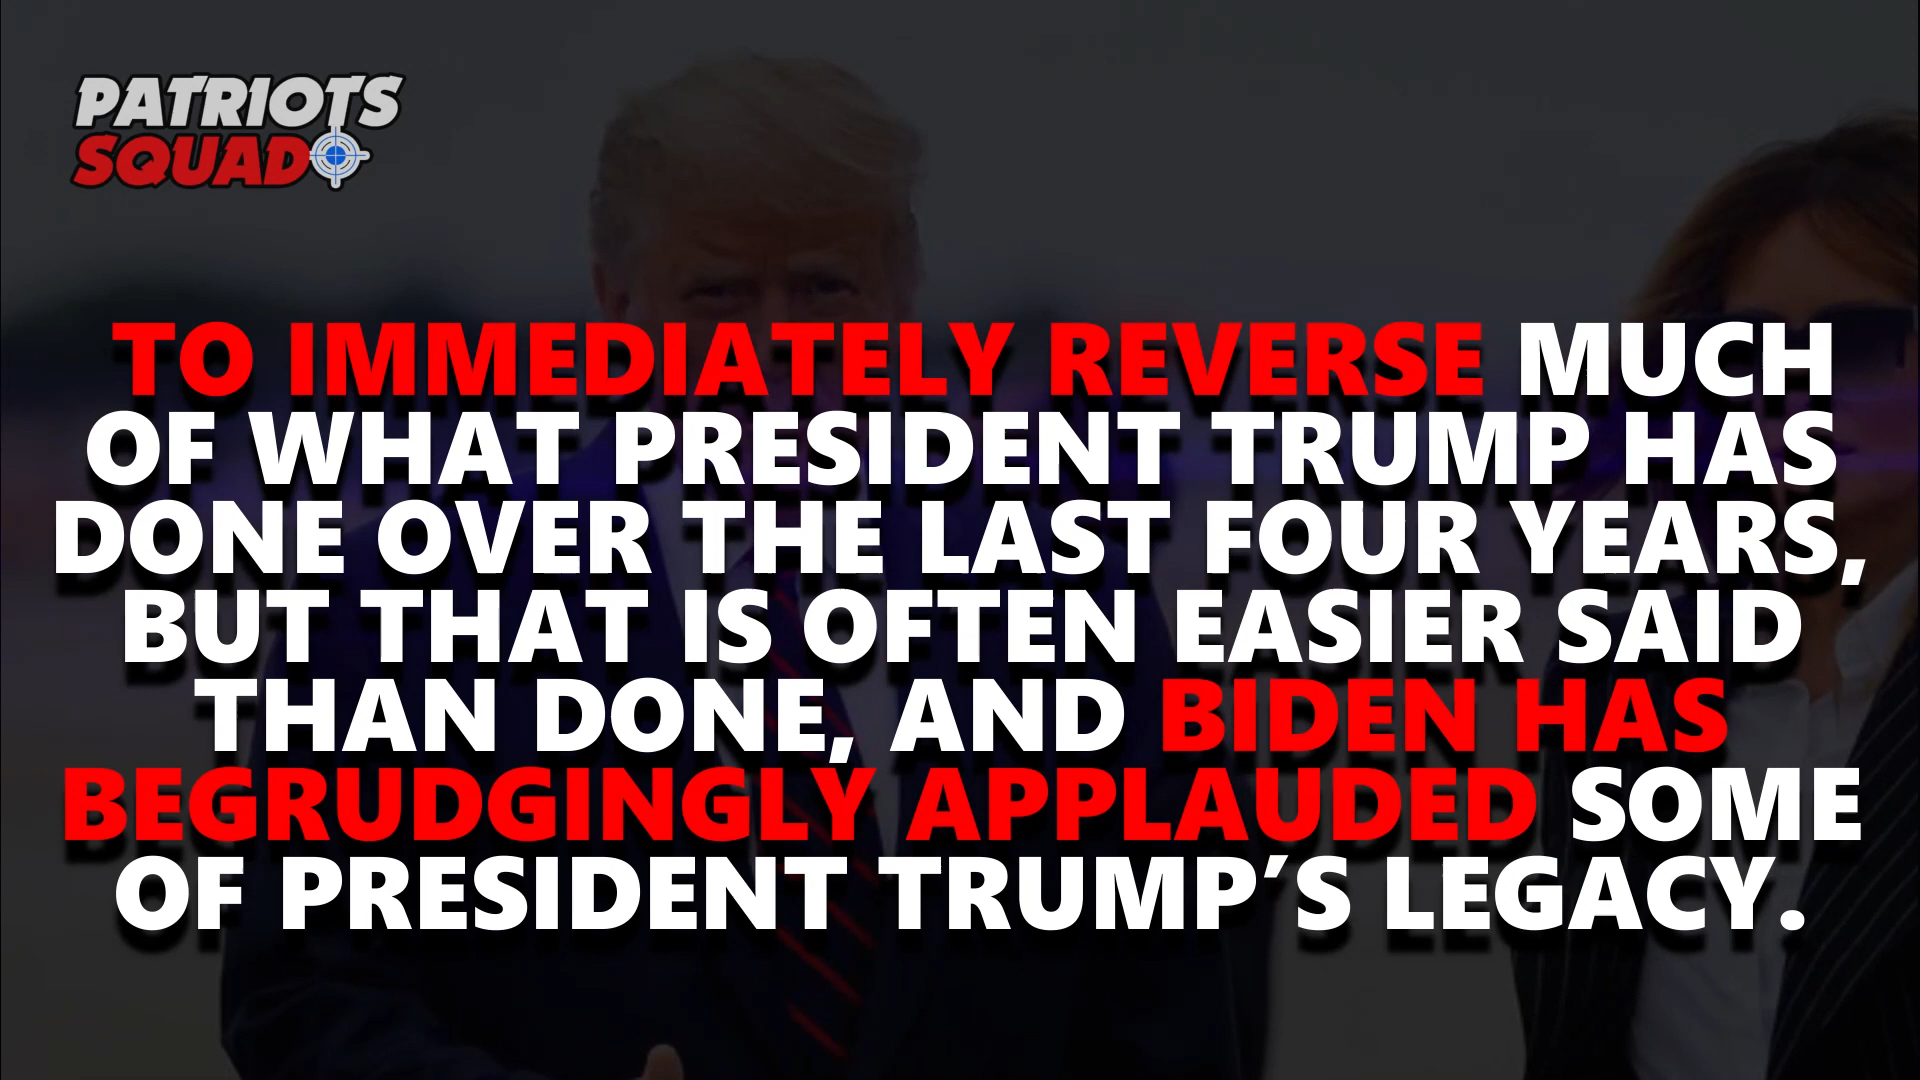 PATRIOTS
SQUAD
TO IMMEDIATELY REVERSE MUCH
OF WHAT PRESIDENT TRUMP HAS
DONE OVER THE LAST FOUR YEARS,
BUT THAT IS OFTEN EASIER SAID
THAN DONE, AND BIDEN HAS
BEGRUDGINGLY APPLAUDED SOME
OF PRESIDENT TRUMP’S LEGACY.